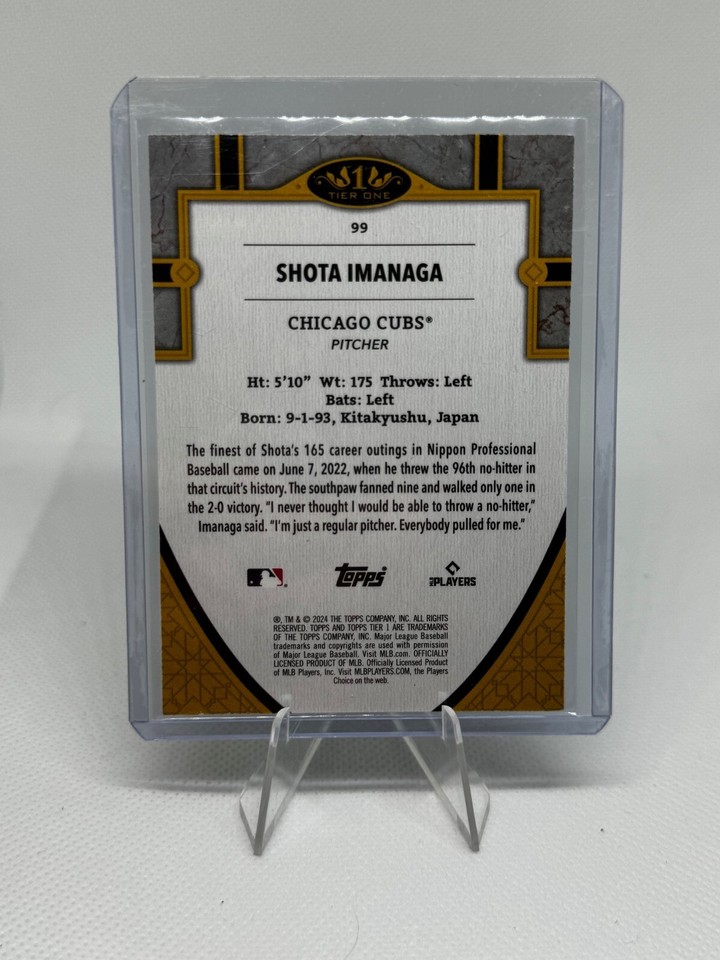 1
TIER ONE
99
SHOTA IMANAGA
CHICAGO CUBS®
PITCHER
Ht: 5'10" Wt: 175 Throws: Left
Bats: Left
Born: 9-1-93, Kitakyushu, Japan
The finest of Shota's 165 career outings in Nippon Professional
Baseball came on June 7, 2022, when he threw the 96th no-hitter in
that circuit's history. The southpaw fanned nine and walked only one in
the 2-0 victory. "I never thought I would be able to throw a no-hitter,"
Imanaga said. "I'm just a regular pitcher. Everybody pulled for me."
Topps
MLB PLAYERS
®, TM & © 2024 THE TOPPS COMPANY, INC. ALL RIGHTS
RESERVED. TOPPS AND TOPPS TIER 1 ARE TRADEMARKS
OF THE TOPPS COMPANY, INC. Major League Baseball
trademarks and copyrights are used with permission
of Major League Baseball. Visit MLB.com. OFFICIALLY
LICENSED PRODUCT OF MLB. Officially Licensed Product
of MLB Players, Inc. Visit MLBPLAYERS.COM, the Players
Choice on the web.